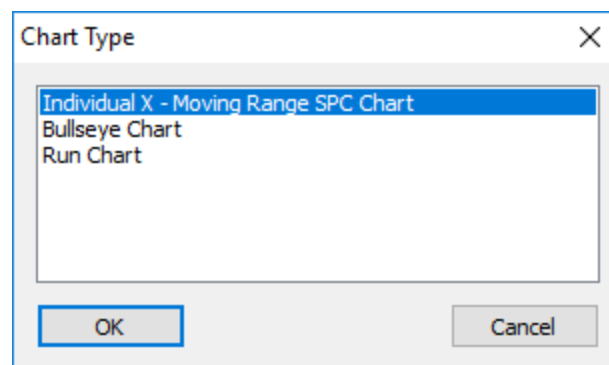 Chart Type
Individual X - Moving Range SPC Chart
Bullseye Chart
Run Chart
OK
Cancel